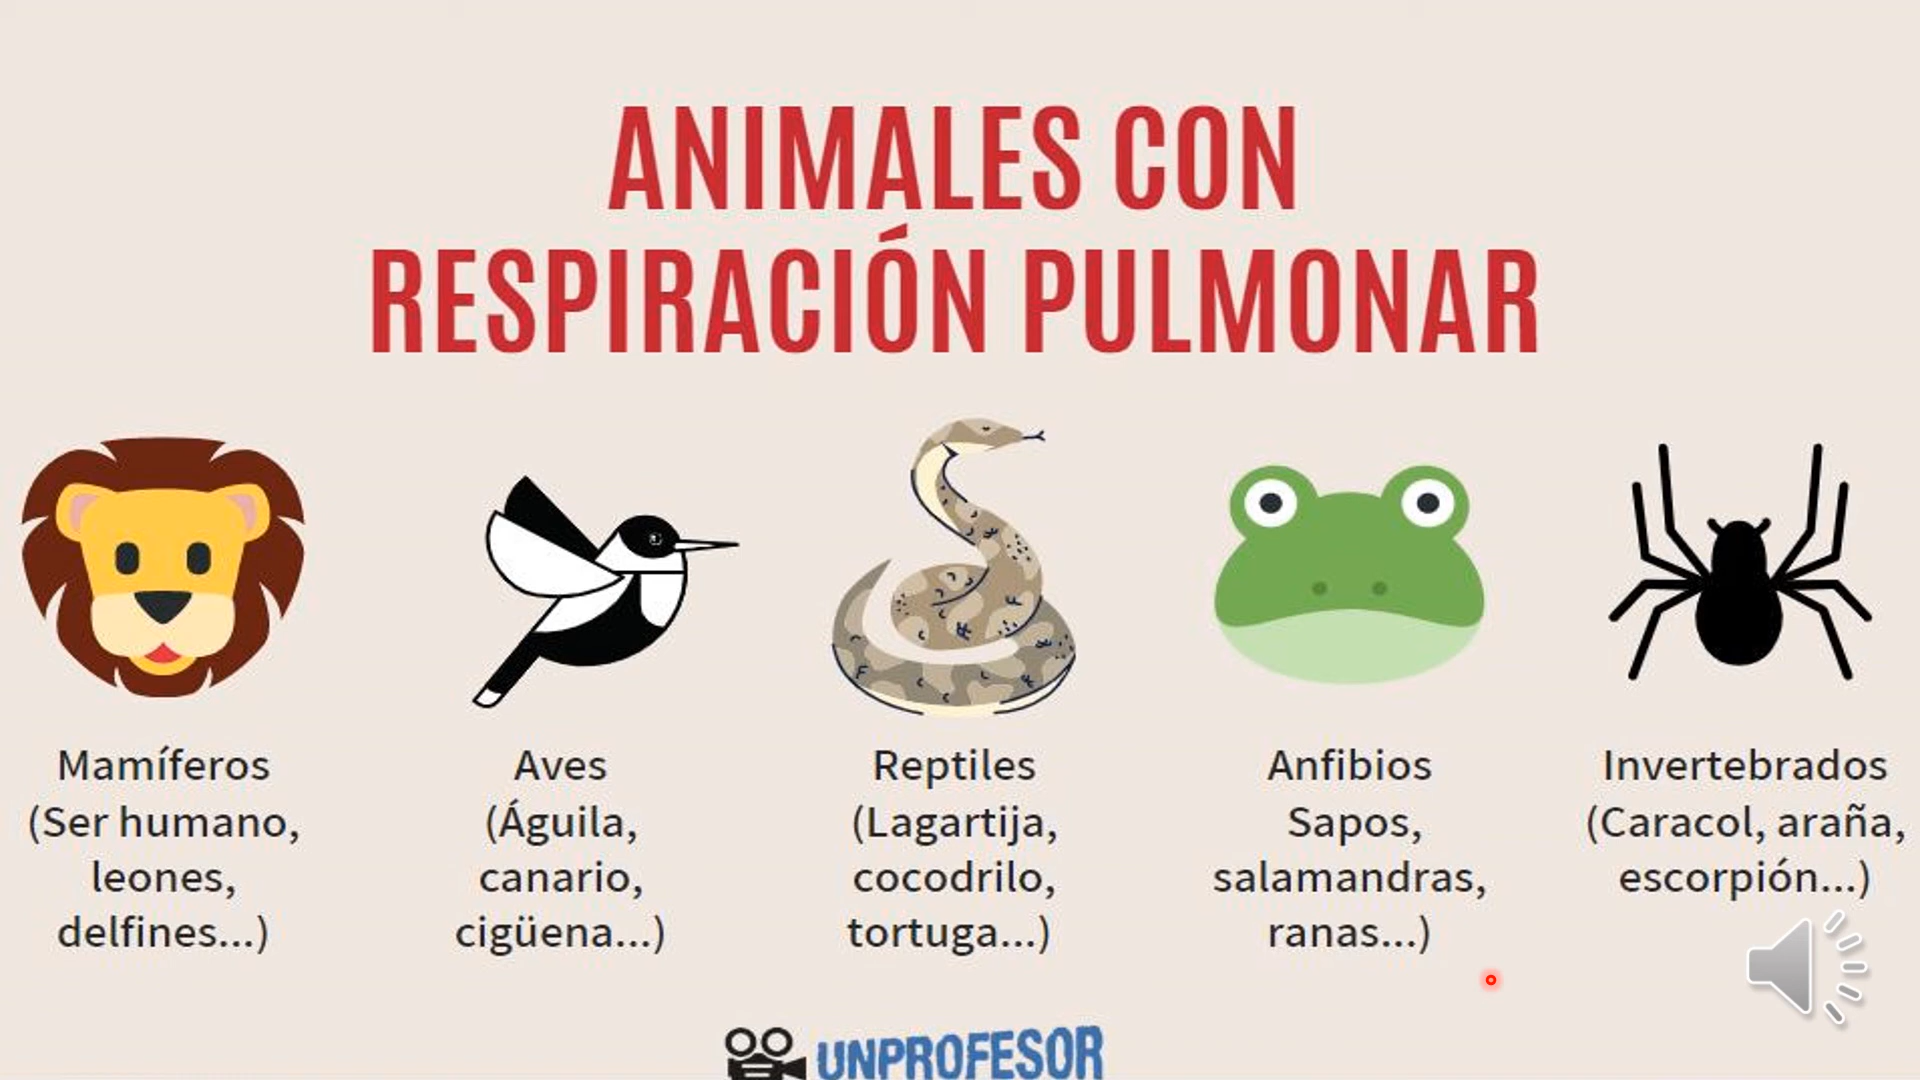 ANIMALES CON
RESPIRACIÓN PULMONAR
Mamíferos
(Ser humano,
leones,
delfines...)
Aves
(Águila,
canario,
cigüena...)
Reptiles
(Lagartija,
cocodrilo,
tortuga...)
Anfibios
Sapos,
salamandras,
ranas...)
Invertebrados
(Caracol, araña,
escorpión...)
UNPROFESOR